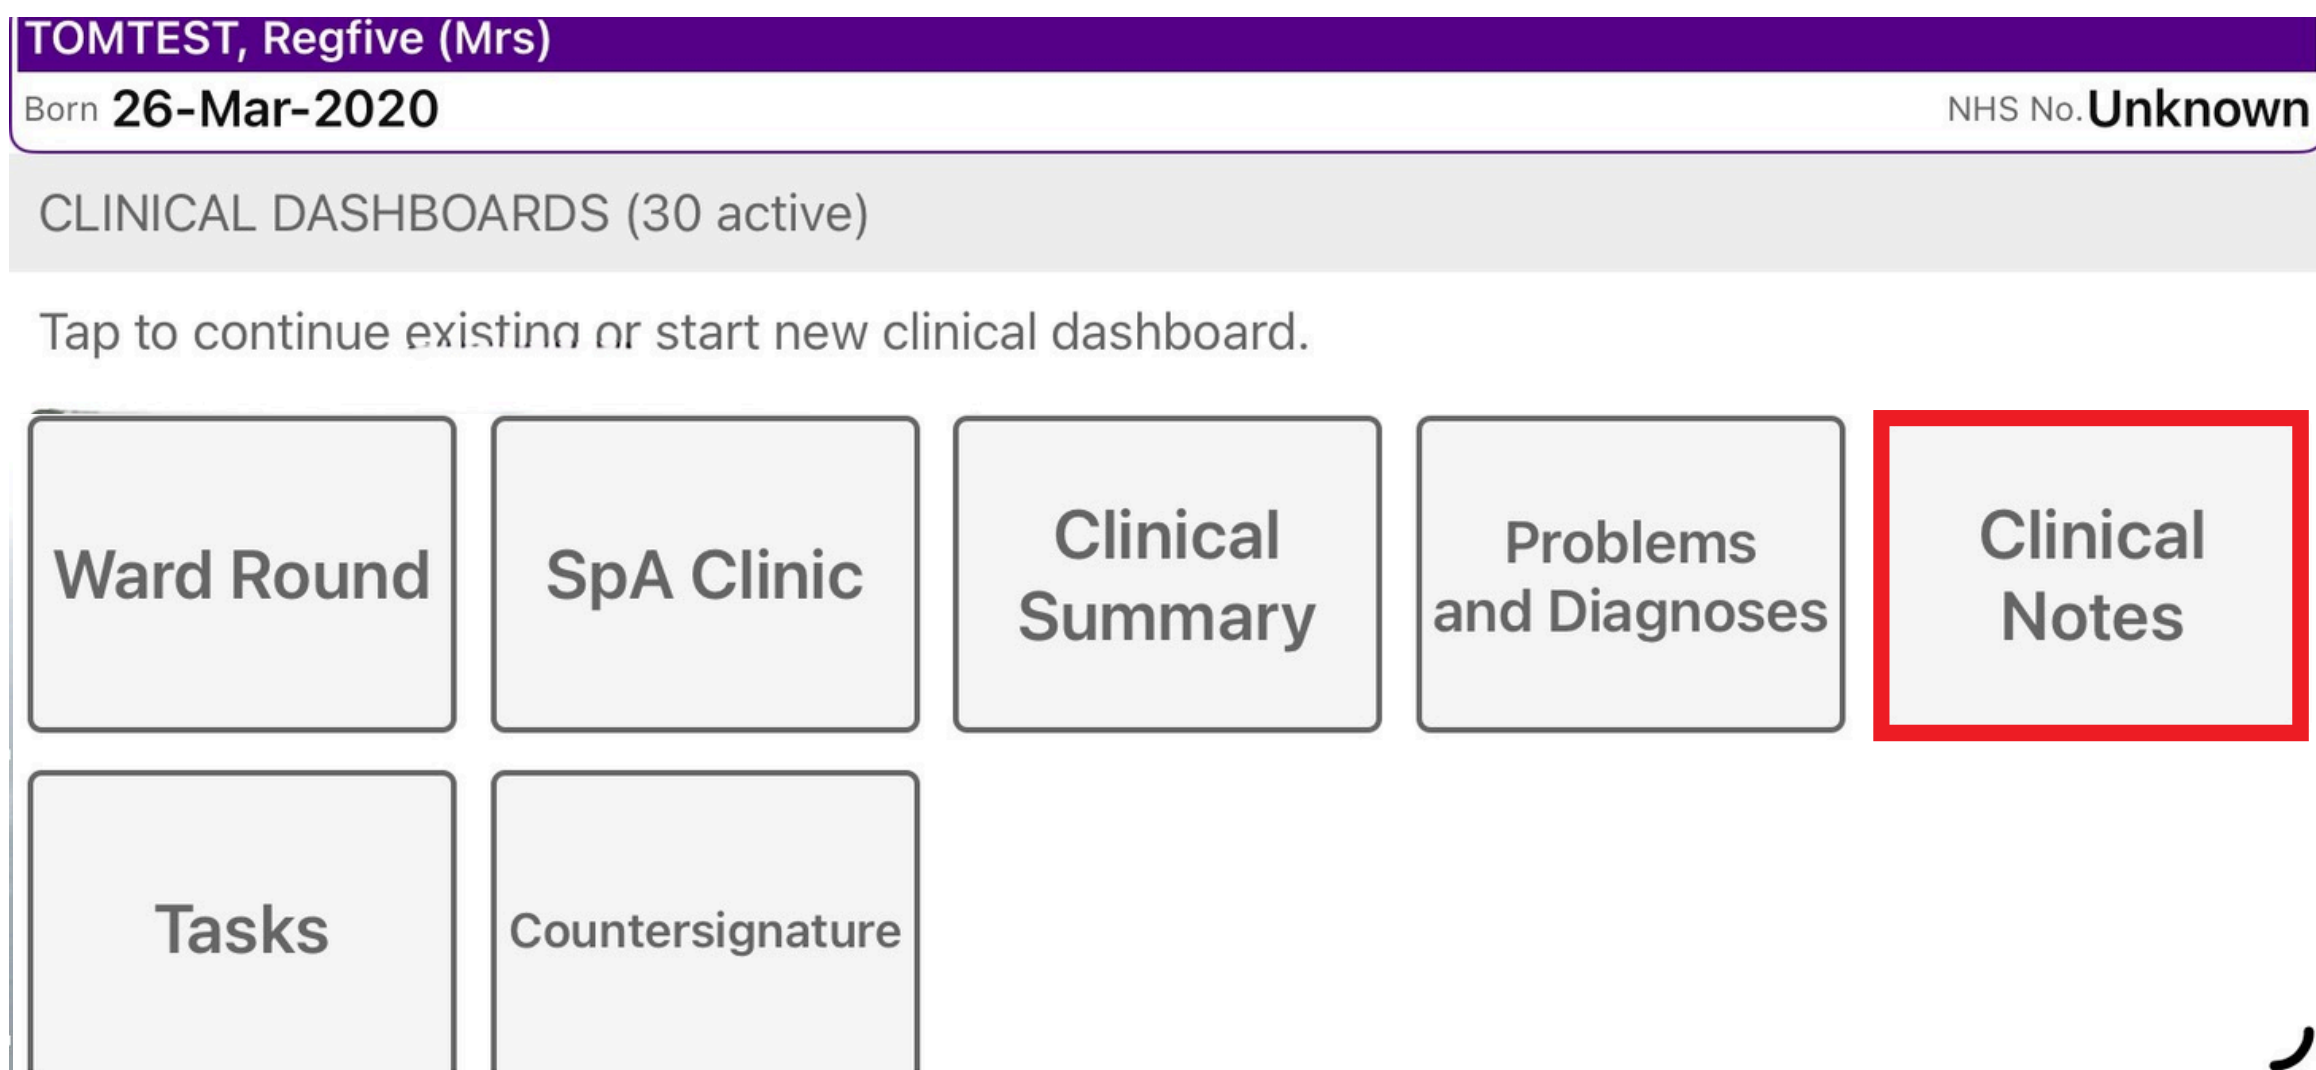 TOMTEST, Regfive (Mrs)
Born 26-Mar-2020 NHS No. Unknown
CLINICAL DASHBOARDS (30 active)
Tap to continue existing or start new clinical dashboard.
Ward Round
SpA Clinic
Clinical
Summary
Problems
and Diagnoses
Clinical
Notes
Tasks
Countersignature